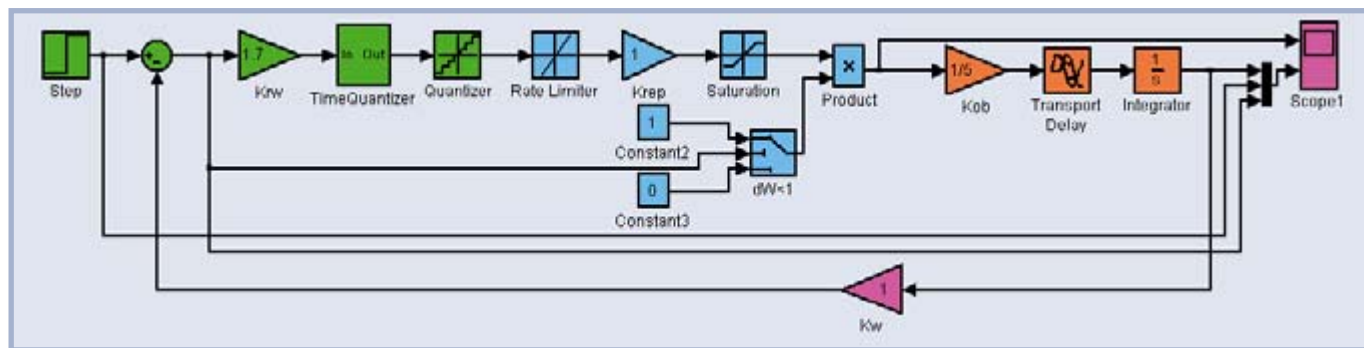 Step
+
-
1.7
Krw
In Out
TimeQuantizer
Quantizer
Rate Limiter
1
Krep
Saturation
×
Product
1/5
Kob
Transport
Delay
1
s
Integrator
Scope1
1
Constant2
0
Constant3
dW<1
1
Kw